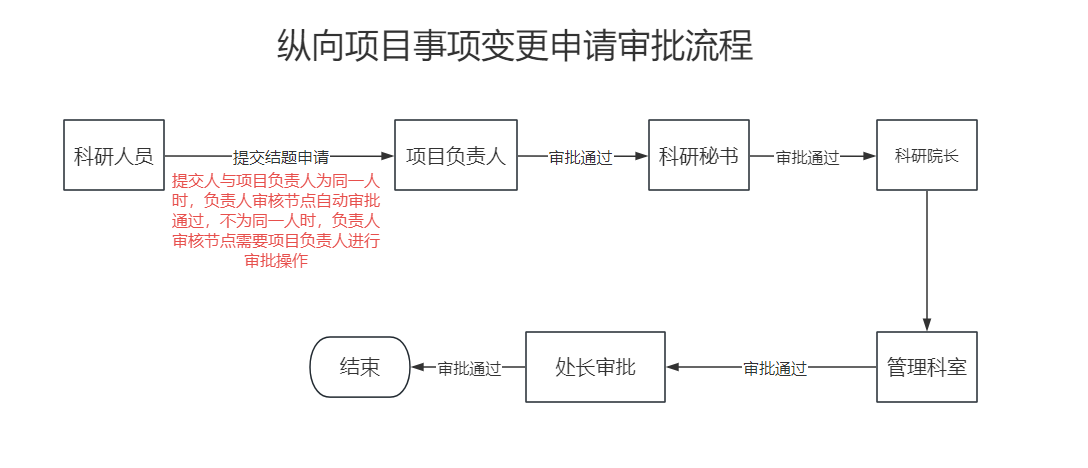 纵向项目事项变更申请审批流程
科研人员
提交结题申请
项目负责人
审批通过
科研秘书
审批通过
科研院长
提交人与项目负责人为同一人
时，负责人审核节点自动审批
通过，不为同一人时，负责人
审核节点需要项目负责人进行
审批操作
结束
审批通过
处长审批
审批通过
管理科室